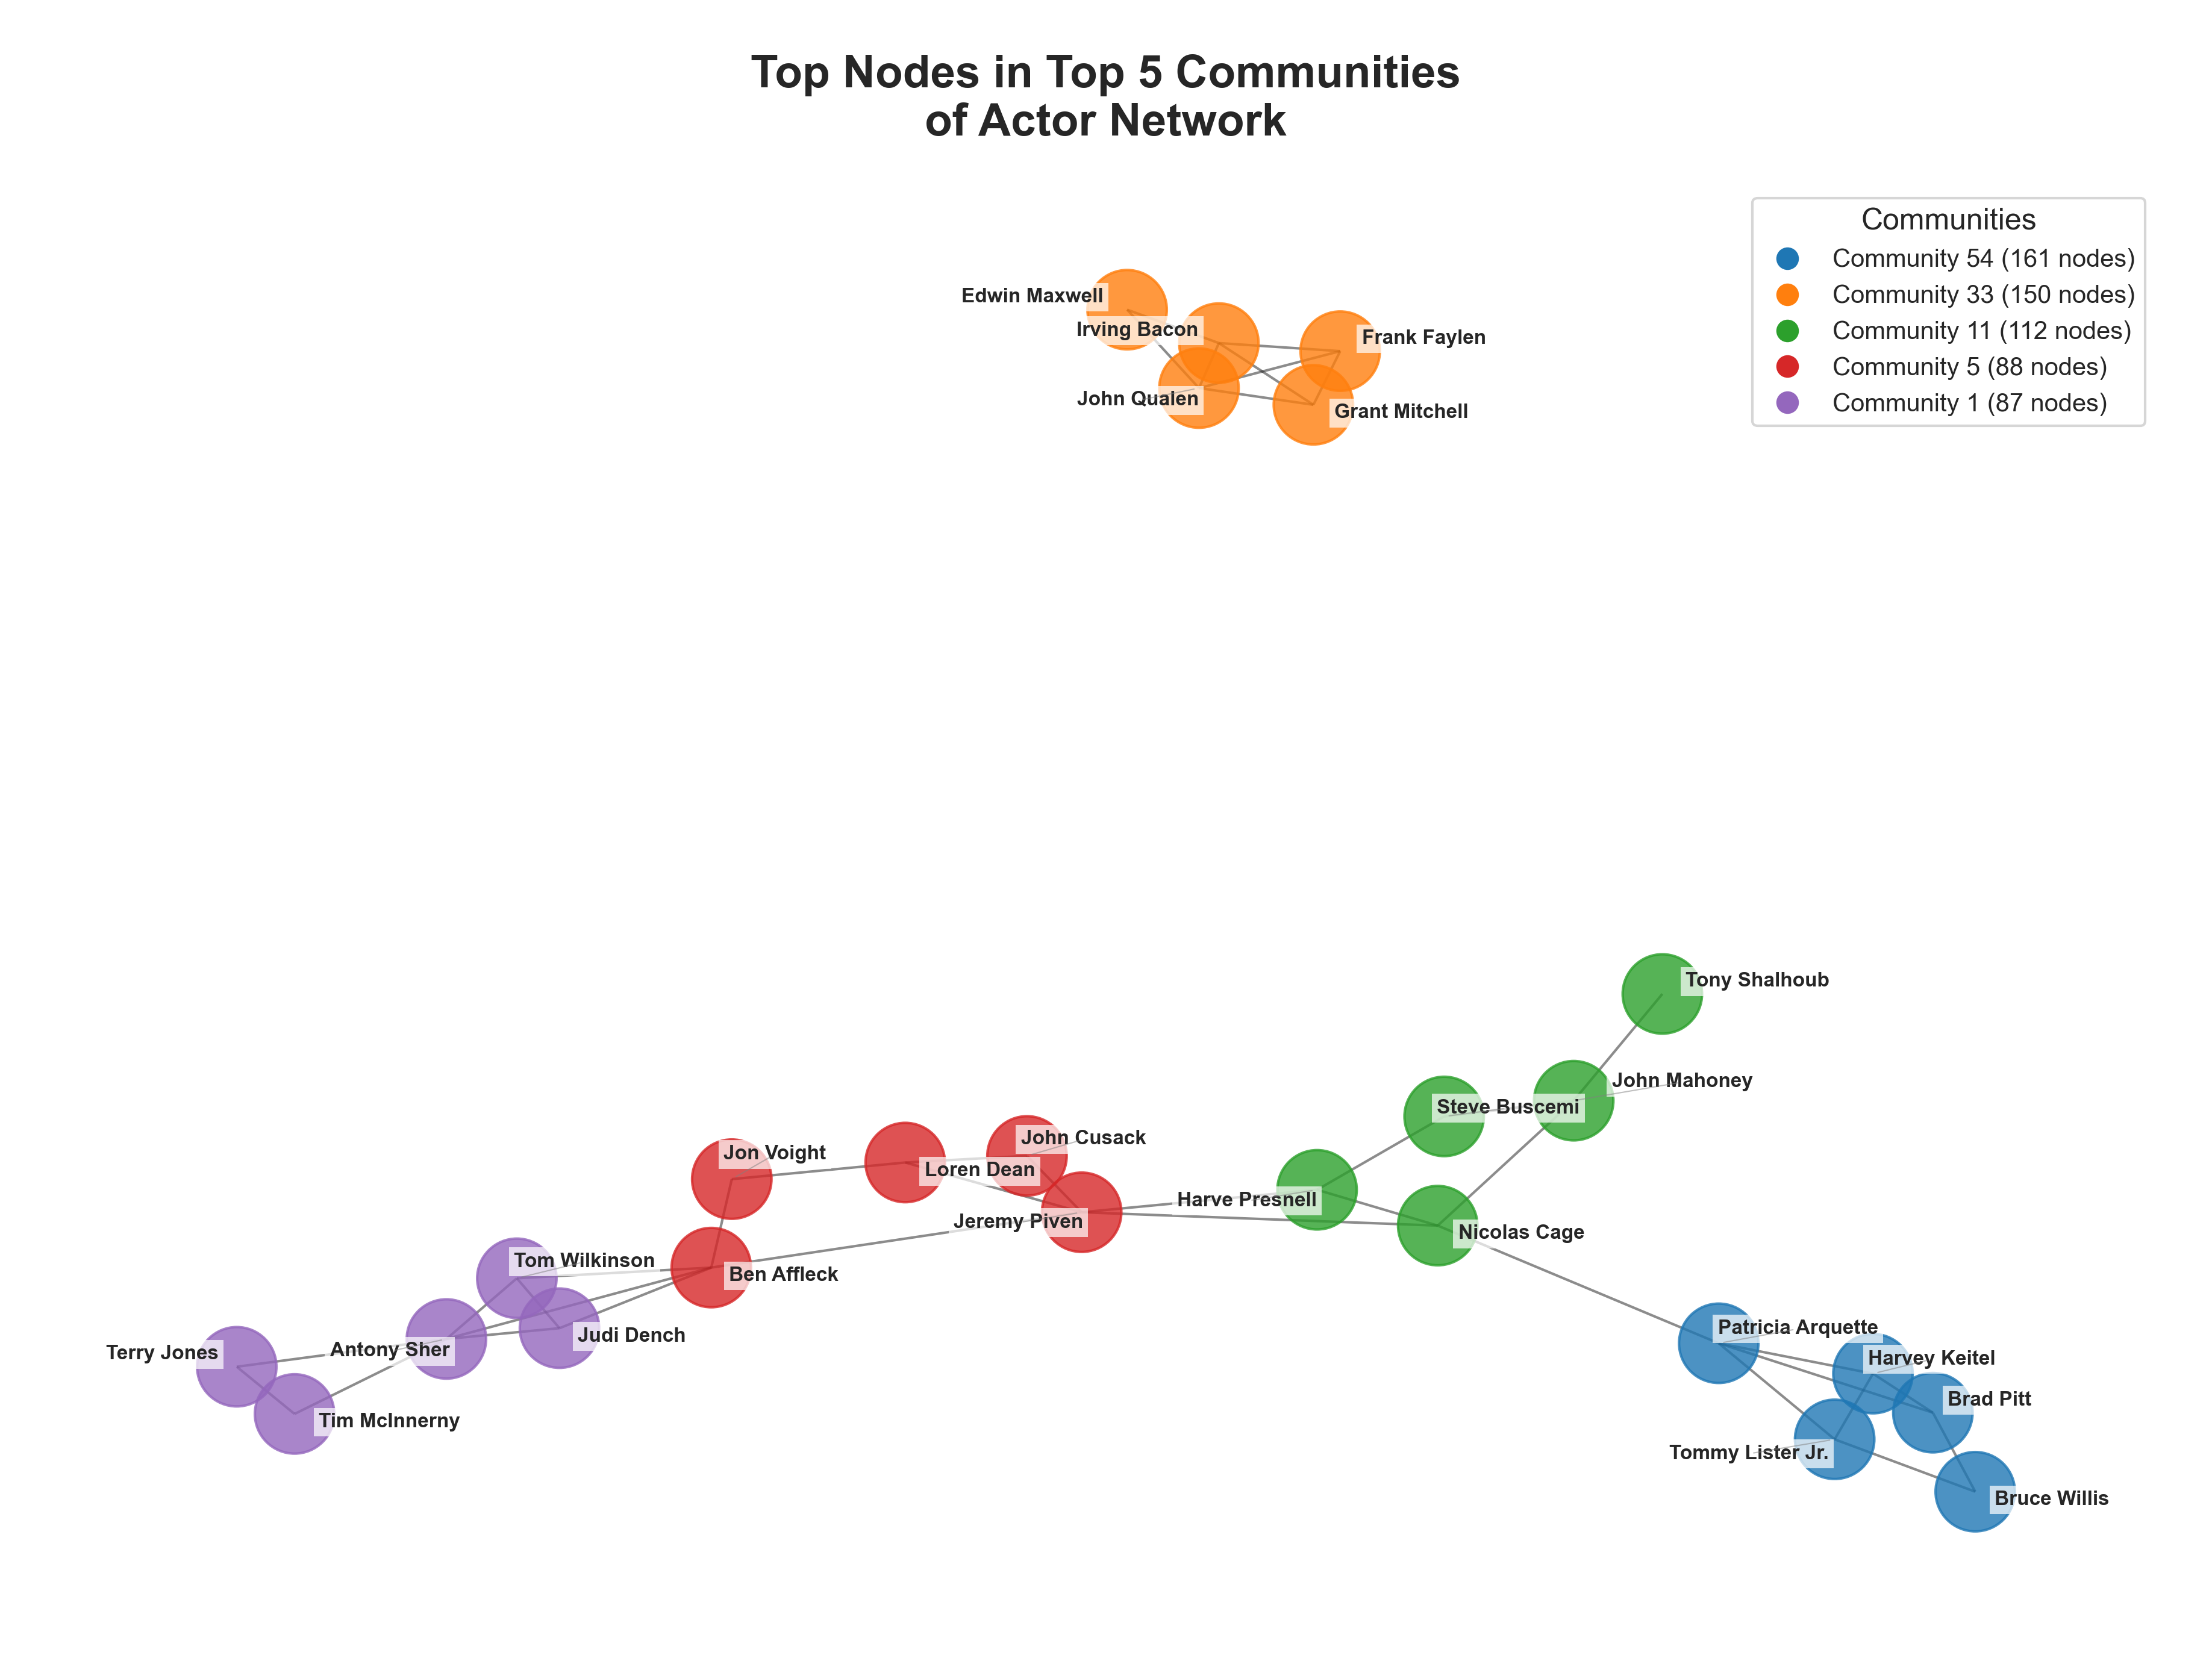 Top Nodes in Top 5 Communities
of Actor Network
Communities
Community 54 (161 nodes)
Community 33 (150 nodes)
Community 11 (112 nodes)
Community 5 (88 nodes)
Community 1 (87 nodes)
Edwin Maxwell
Irving Bacon
Frank Faylen
John Qualen
Grant Mitchell
Tony Shalhoub
John Mahoney
Steve Buscemi
John Cusack
Jon Voight
Loren Dean
Harve Presnell
Jeremy Piven
Nicolas Cage
Tom Wilkinson
Ben Affleck
Patricia Arquette
Judi Dench
Antony Sher
Terry Jones
Harvey Keitel
Brad Pitt
Tim McInnerny
Tommy Lister Jr.
Bruce Willis